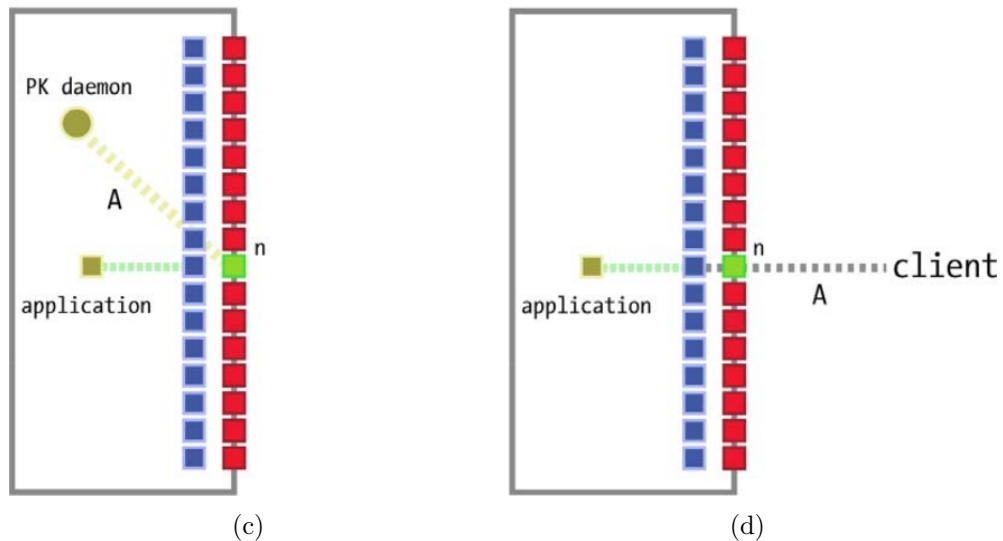 PK daemon
A
n
application
(c)
n
client
A
application
(d)